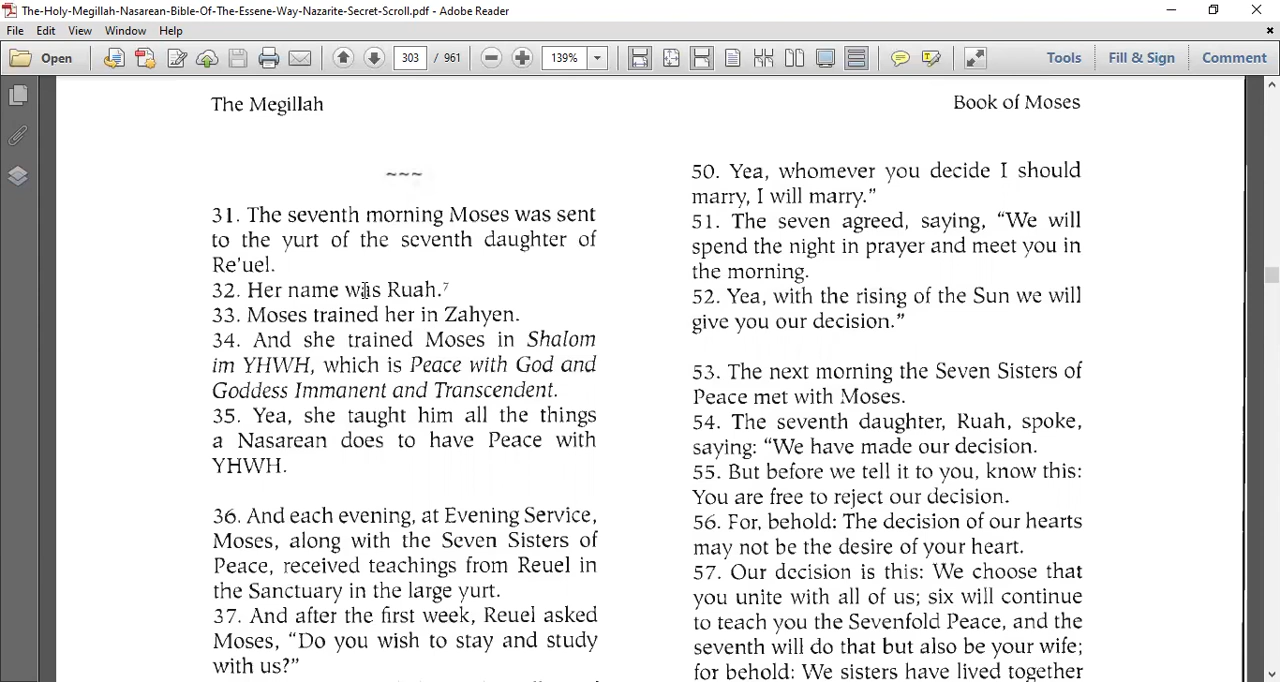 The-Holy-Megillah-Nasarean-Bible-Of-The-Essene-Way-Nazarite-Secret-Scroll.pdf - Adobe Reader
File Edit View Window Help
Open 303 / 961 139% Tools Fill & Sign Comment
The Megillah
~~~
31. The seventh morning Moses was sent
to the yurt of the seventh daughter of
Re'uel.
32. Her name was Ruah.⁷
33. Moses trained her in Zahyen.
34. And she trained Moses in Shalom
im YHWH, which is Peace with God and
Goddess Immanent and Transcendent.
35. Yea, she taught him all the things
a Nasarean does to have Peace with
YHWH.
36. And each evening, at Evening Service,
Moses, along with the Seven Sisters of
Peace, received teachings from Reuel in
the Sanctuary in the large yurt.
37. And after the first week, Reuel asked
Moses, "Do you wish to stay and study
with us?"
Book of Moses
50. Yea, whomever you decide I should
marry, I will marry."
51. The seven agreed, saying, "We will
spend the night in prayer and meet you in
the morning.
52. Yea, with the rising of the Sun we will
give you our decision."
53. The next morning the Seven Sisters of
Peace met with Moses.
54. The seventh daughter, Ruah, spoke,
saying: "We have made our decision.
55. But before we tell it to you, know this:
You are free to reject our decision.
56. For, behold: The decision of our hearts
may not be the desire of your heart.
57. Our decision is this: We choose that
you unite with all of us; six will continue
to teach you the Sevenfold Peace, and the
seventh will do that but also be your wife;
for behold: We sisters have lived together